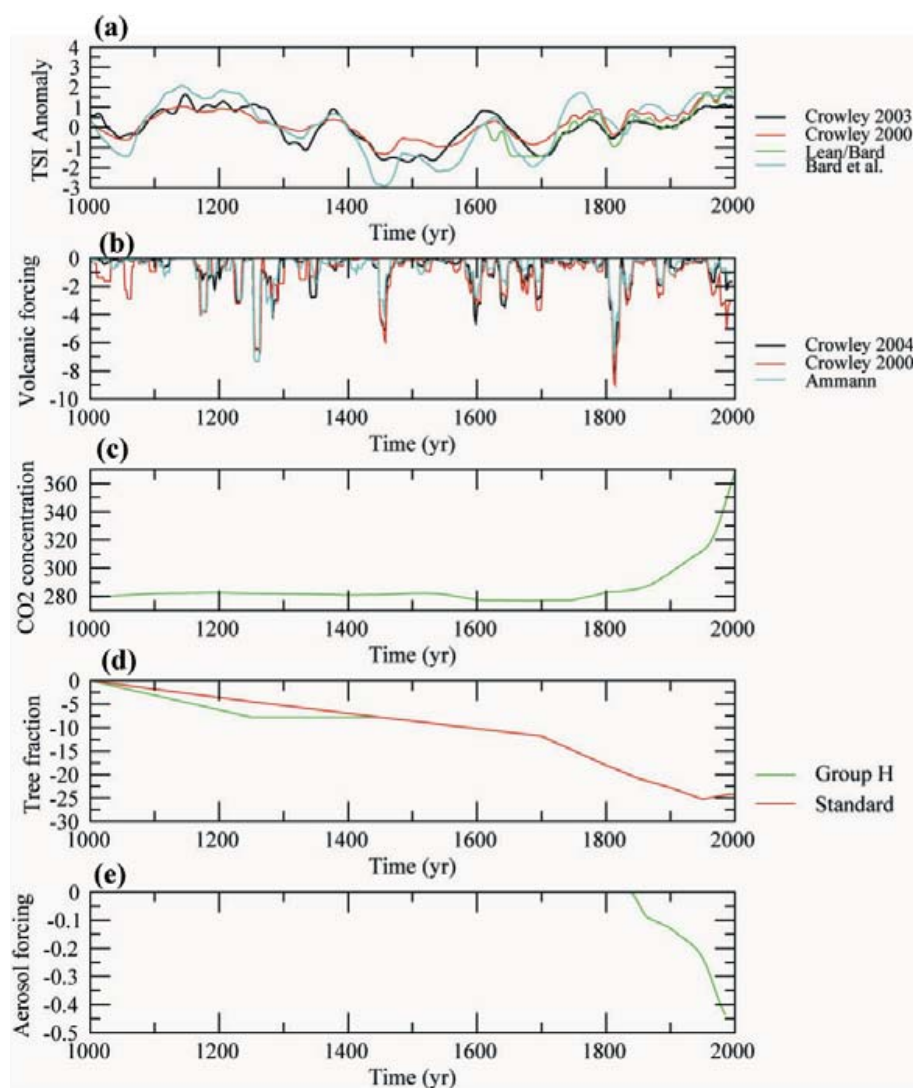 (a)
TSI Anomaly
4
3
2
1
0
-1
-2
-3
1000 1200 1400 1600 1800 2000
Time (yr)
Crowley 2003
Crowley 2000
Lean/Bard
Bard et al.
(b)
Volcanic forcing
0
-2
-4
-6
-8
-10
1000 1200 1400 1600 1800 2000
Time (yr)
Crowley 2004
Crowley 2000
Ammann
(c)
CO2 concentration
360
340
320
300
280
1000 1200 1400 1600 1800 2000
Time (yr)
(d)
Tree fraction
0
-5
-10
-15
-20
-25
-30
1000 1200 1400 1600 1800 2000
Time (yr)
Group H
Standard
(e)
Aerosol forcing
0
-0.1
-0.2
-0.3
-0.4
-0.5
1000 1200 1400 1600 1800 2000
Time (yr)